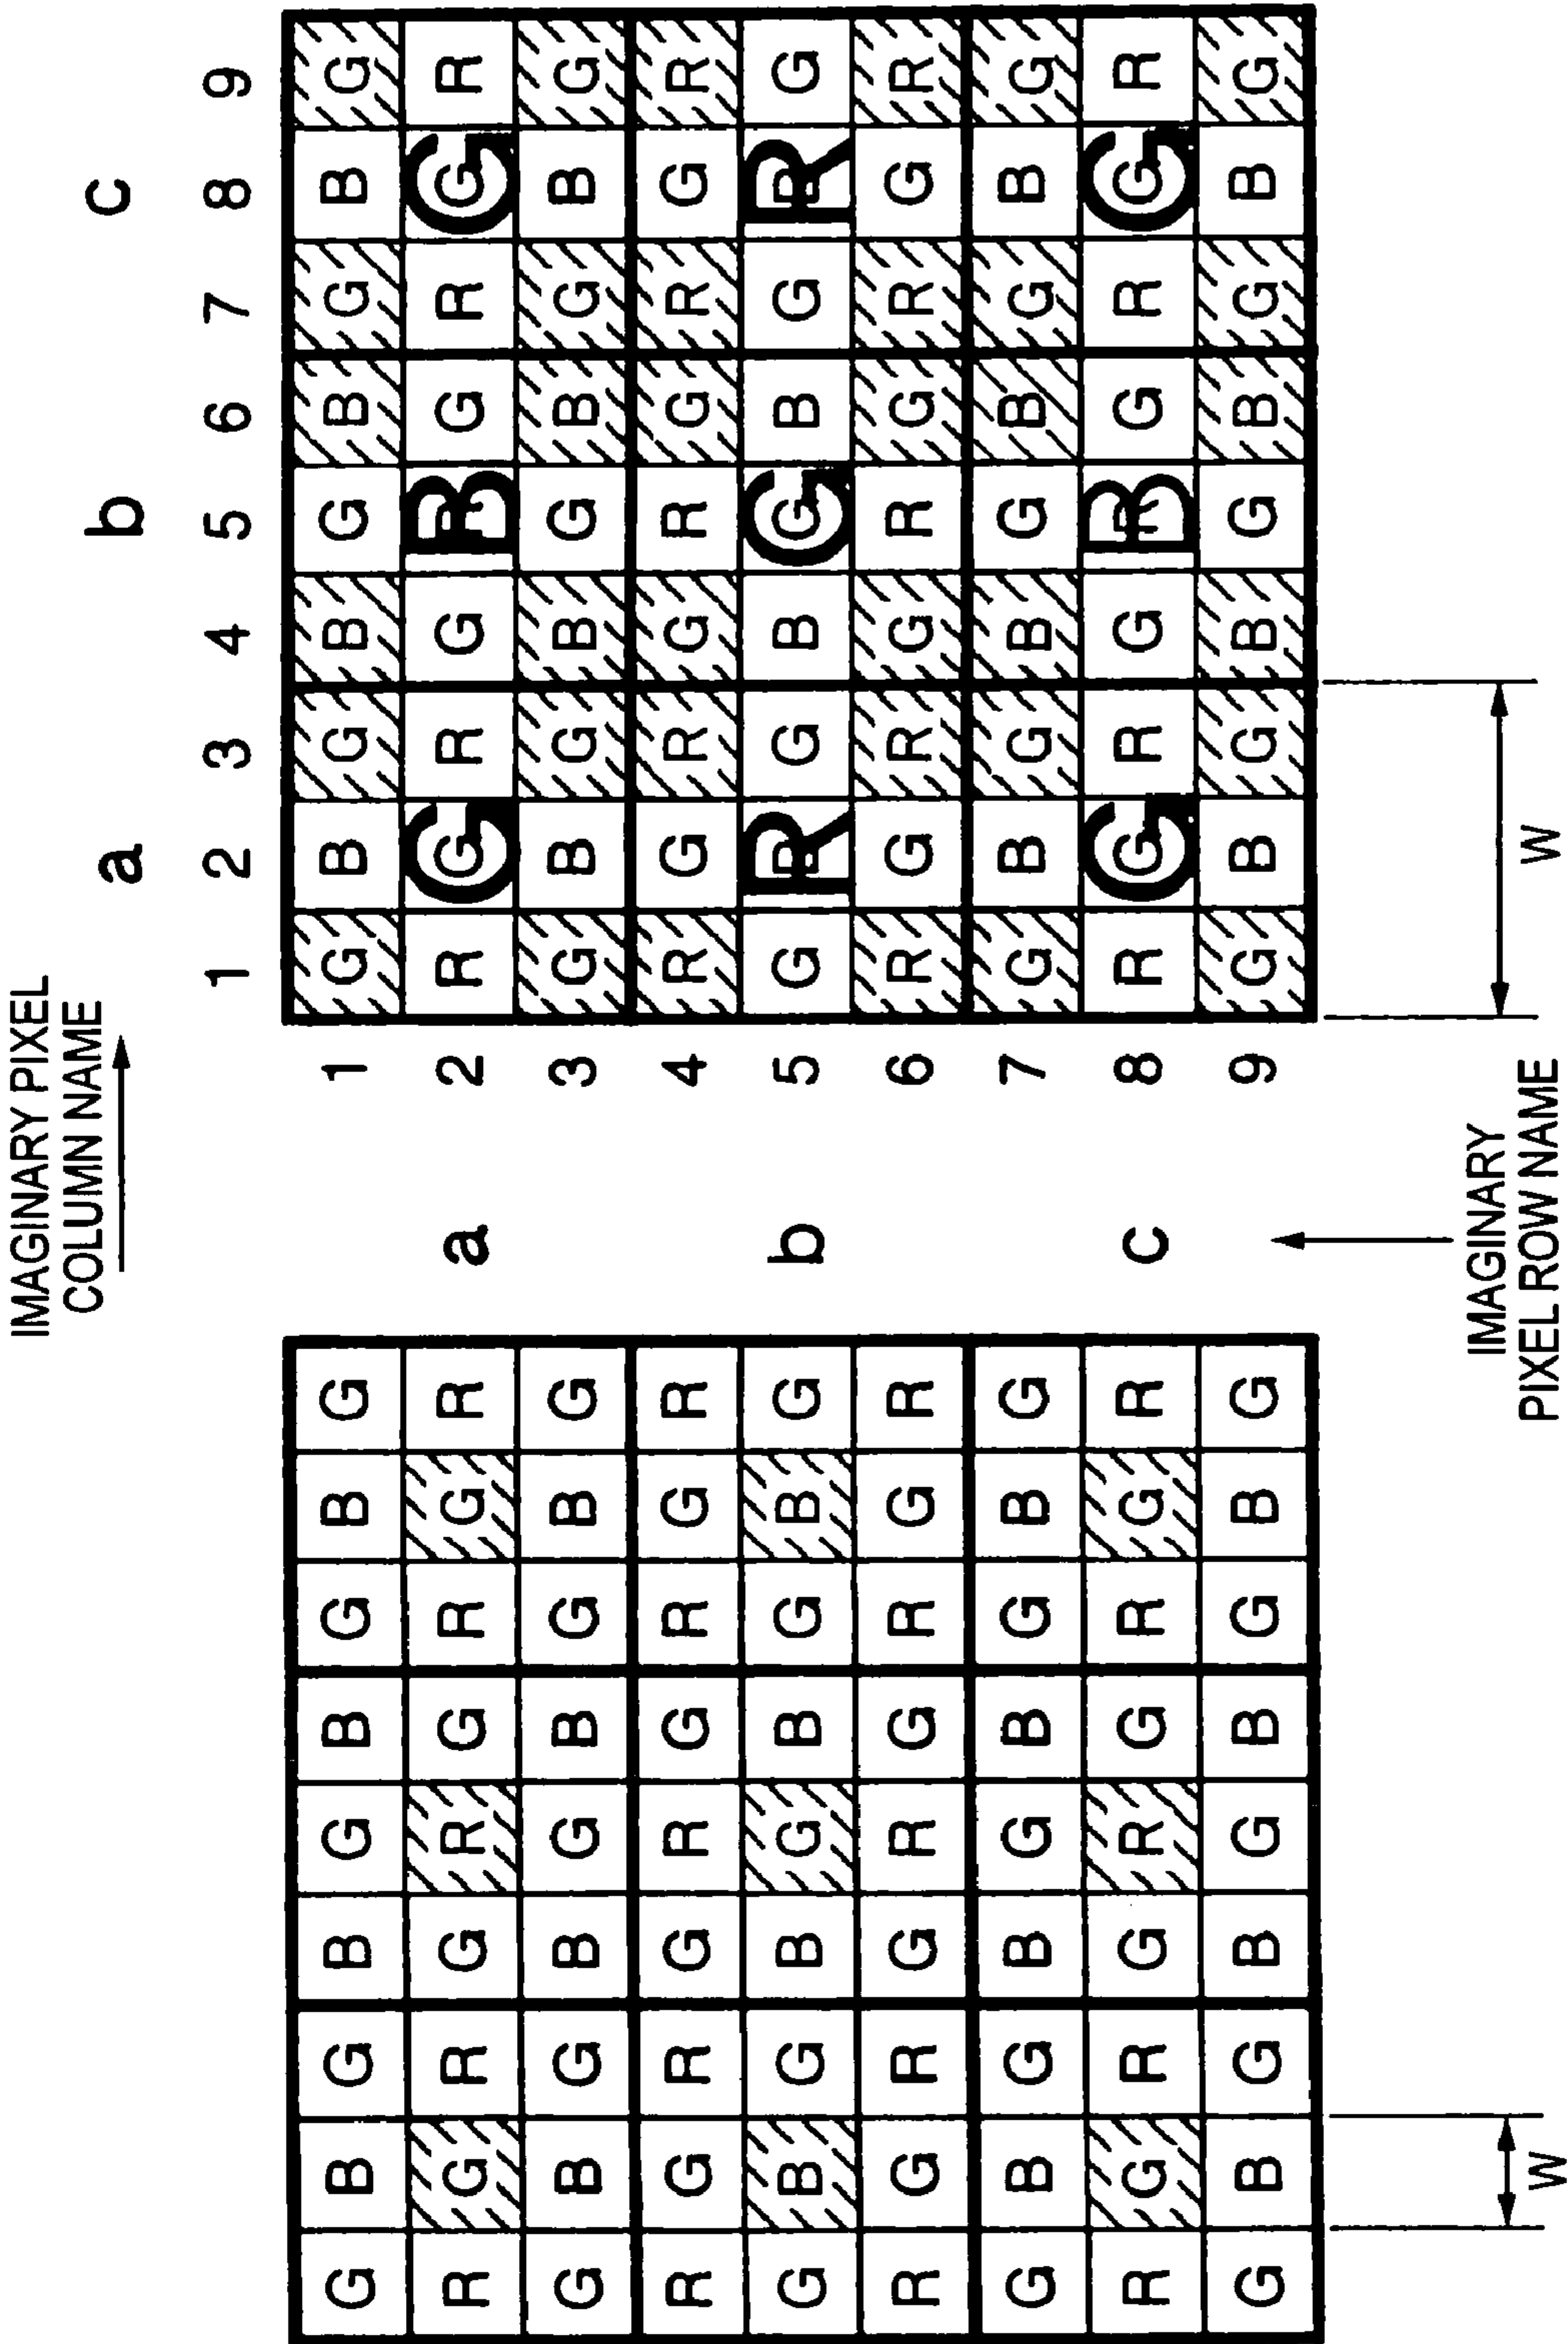 IMAGINARY PIXEL
COLUMN NAME
a b c
1 2 3 4 5 6 7 8 9
G B G B G B G B G 1 G B G B G B G B G
R G R G R G R G R a 2 R G G R G B R G R G G R
G B G B G B G B G 3 G B G B G B G B G
R G R G R G R G R 4 R G R G R G R G R
G B G B G B G B G b 5 G R B G B G G B G R B G
R G R G R G R G R 6 R G R G R G R G R
G B G B G B G B G 7 G B G B G B G B G
R G R G R G R G R c 8 R G G R G B R G R G G R
G B G B G B G B G 9 G B G B G B G B G
IMAGINARY
PIXEL ROW NAME
W W